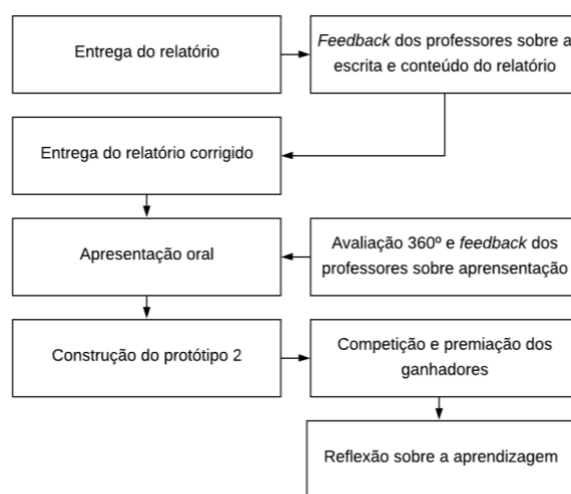 Entrega do relatório
Feedback dos professores sobre a
escrita e conteúdo do relatório
Entrega do relatório corrigido
Apresentação oral
Avaliação 360º e feedback dos
professores sobre aprensentação
Construção do protótipo 2
Competição e premiação dos
ganhadores
Reflexão sobre a aprendizagem